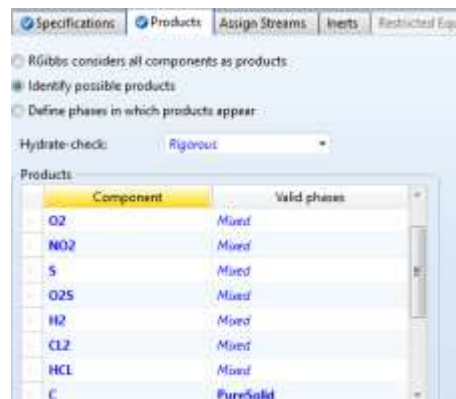 Specifications Products Assign Streams Inerts Restricted Equ
RGibbs considers all components as products
Identify possible products
Define phases in which products appear
Hydrate-check: Rigorous
Products
Component Valid phases
O2 Mixed
NO2 Mixed
S Mixed
O2S Mixed
H2 Mixed
CL2 Mixed
HCL Mixed
C PureSolid